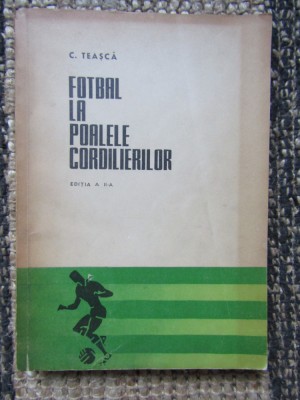 C. TEAȘCĂ
FOTBAL
LA
POALELE
CORDILIERILOR
EDIȚIA A II-A